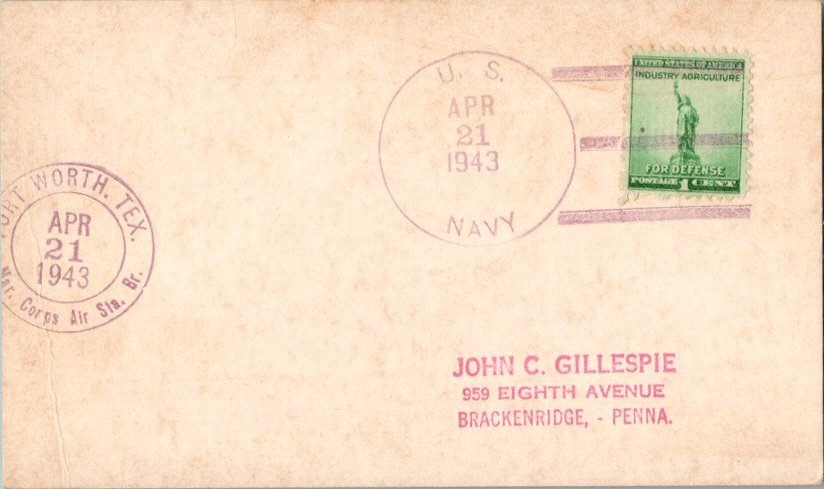 U. S.
APR
21
1943
NAVY
UNITED STATES OF AMERICA
INDUSTRY AGRICULTURE
FOR DEFENSE
POSTAGE 1 CENT
FORT WORTH, TEX.
APR
21
1943
Mar. Corps Air Sta. Br.
JOHN C. GILLESPIE
959 EIGHTH AVENUE
BRACKENRIDGE, - PENNA.